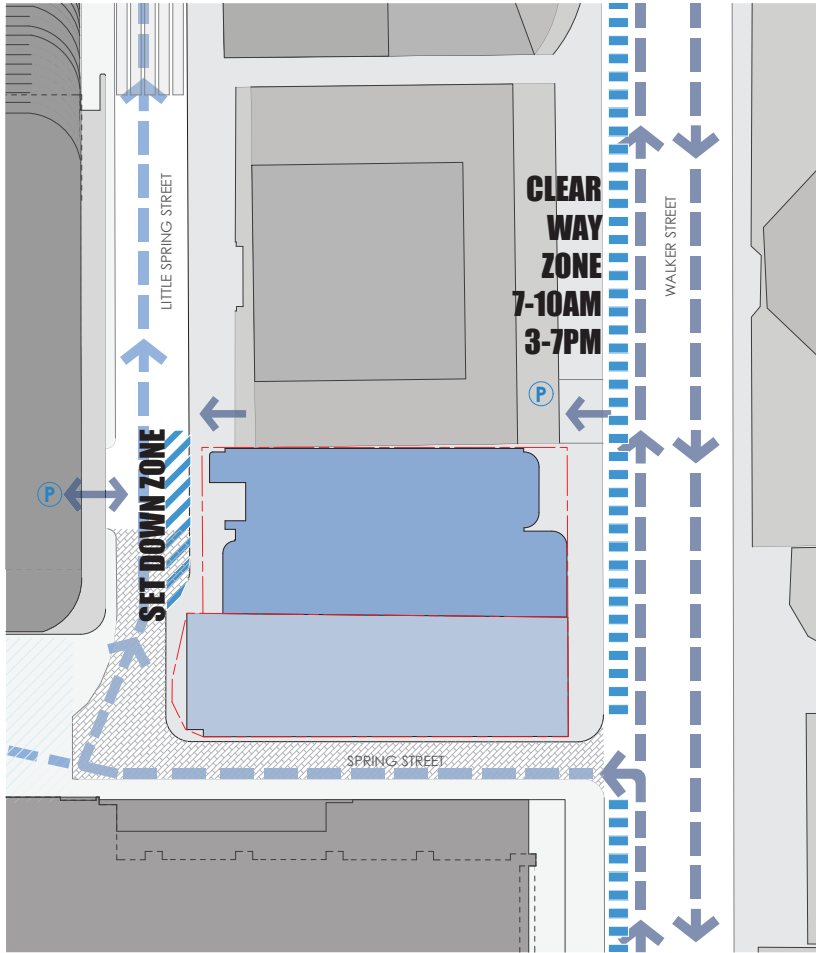 LITTLE SPRING STREET
CLEAR
WAY
ZONE
7-10AM
3-7PM
WALKER STREET
P
P
SET DOWN ZONE
SPRING STREET